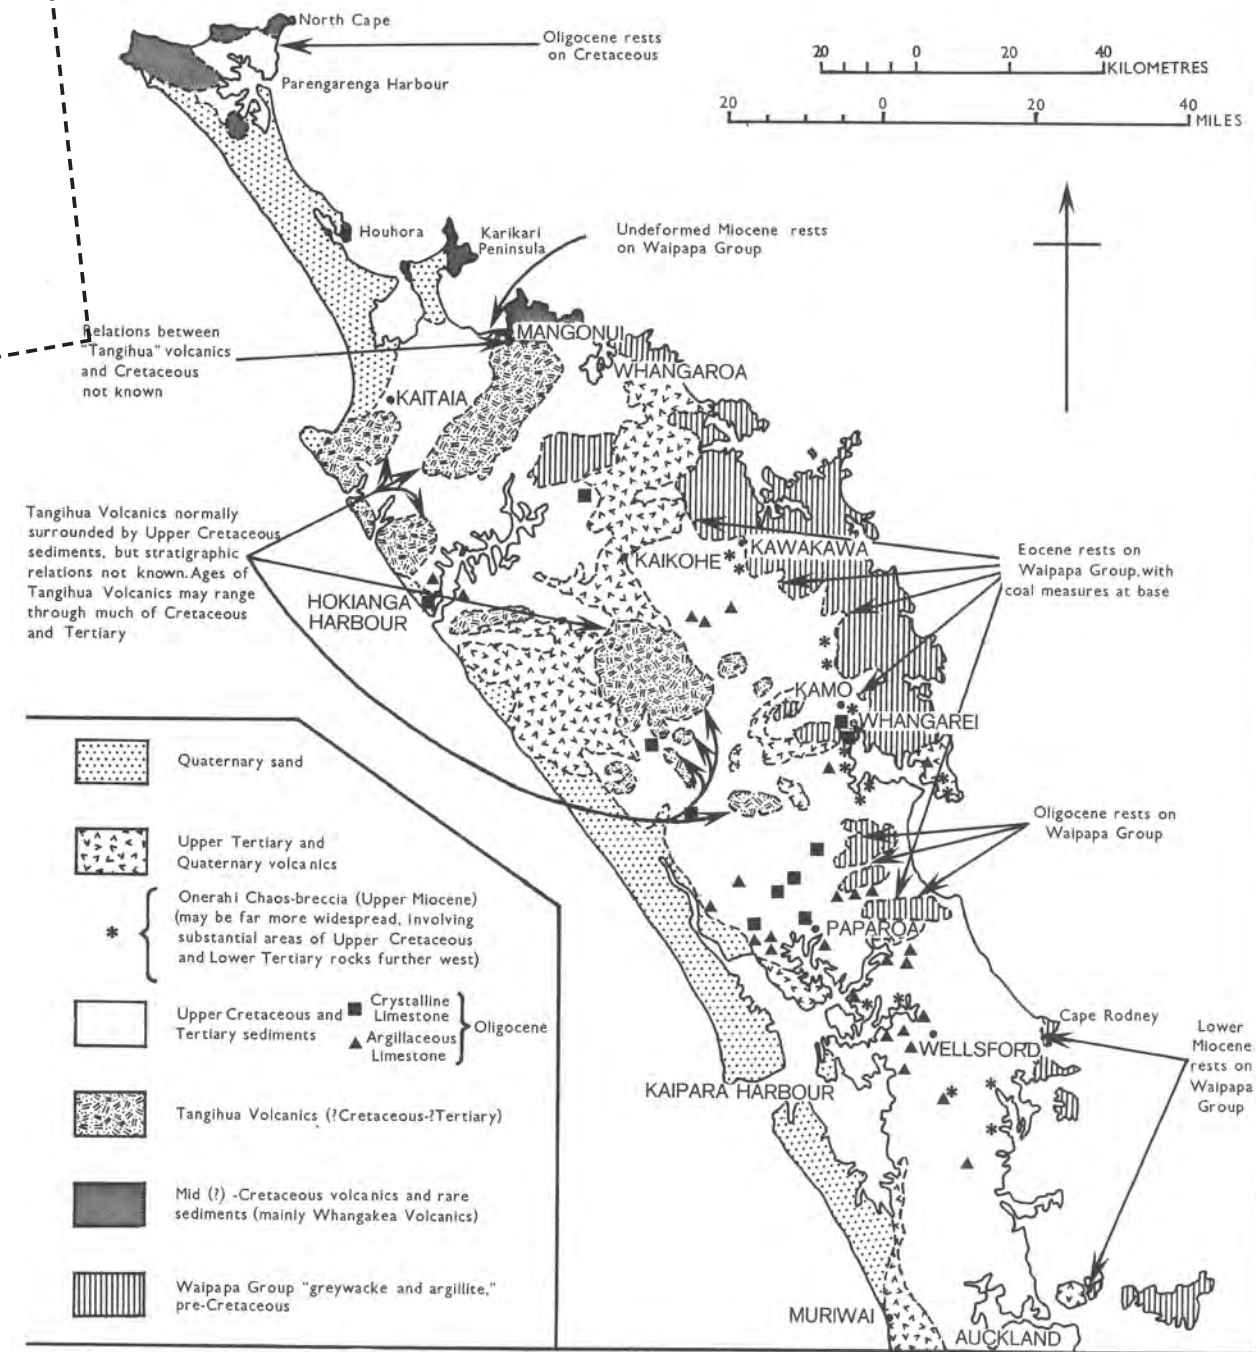 North Cape
Oligocene rests
on Cretaceous
20 0 20 40
KILOMETRES
Parengarenga Harbour
20 0 20 40
MILES
Houhora
Karikari
Peninsula
Undeformed Miocene rests
on Waipapa Group
Relations between
"Tangihua" volcanics
and Cretaceous
not known
MANGONUI
WHANGAROA
KAITAIA
Tangihua Volcanics normally
surrounded by Upper Cretaceous
sediments, but stratigraphic
relations not known. Ages of
Tangihua Volcanics may range
through much of Cretaceous
and Tertiary
KAIKOHE
KAWAKAWA
Eocene rests on
Waipapa Group, with
coal measures at base
HOKIANGA
HARBOUR
KAMO
WHANGAREI
Oligocene rests on
Waipapa Group
PAPAROA
Cape Rodney
Lower
Miocene
rests on
Waipapa
Group
WELLSFORD
KAIPARA HARBOUR
MURIWAI
AUCKLAND
Quaternary sand
Upper Tertiary and
Quaternary volcanics
* Onerahi Chaos-breccia (Upper Miocene)
(may be far more widespread, involving
substantial areas of Upper Cretaceous
and Lower Tertiary rocks further west)
Upper Cretaceous and
Tertiary sediments
Crystalline
Limestone
Argillaceous
Limestone
Oligocene
Tangihua Volcanics (?Cretaceous-?Tertiary)
Mid (?) -Cretaceous volcanics and rare
sediments (mainly Whangakea Volcanics)
Waipapa Group "greywacke and argillite,"
pre-Cretaceous